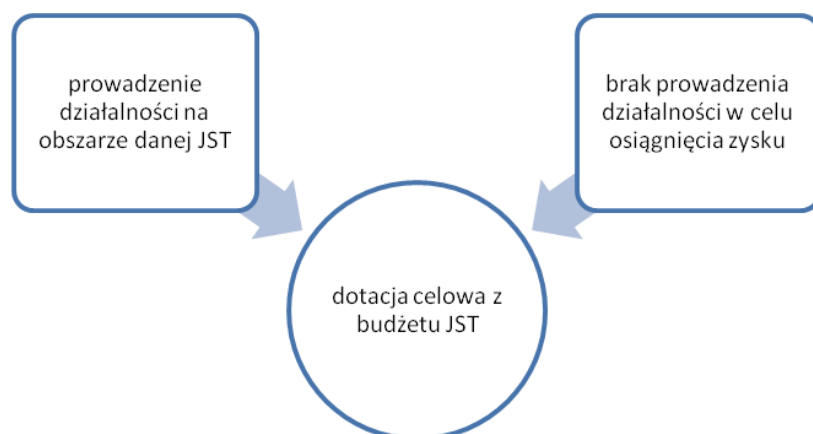 prowadzenie
działalności na
obszarze danej JST
brak prowadzenia
działalności w celu
osiągnięcia zysku
dotacja celowa z
budżetu JST